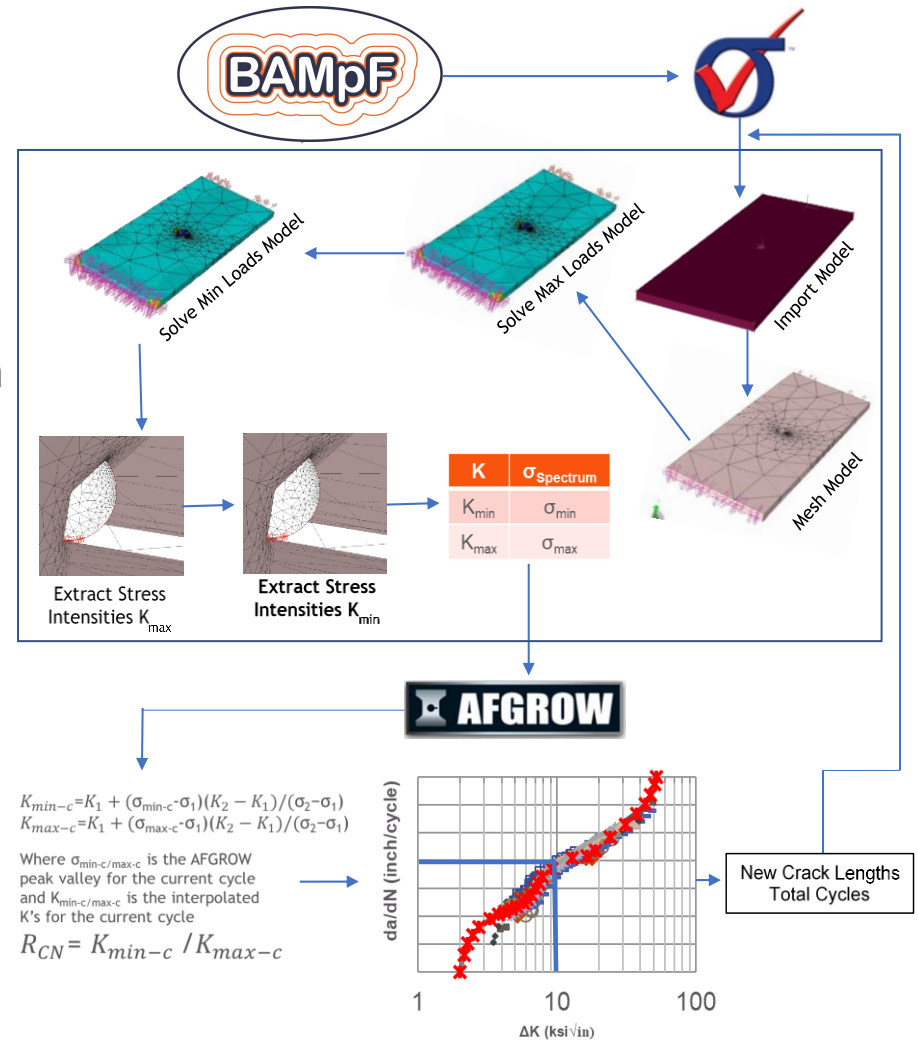 BAMpF
σ
™
Solve Min Loads Model
Solve Max Loads Model
Import Model
Mesh Model
Extract Stress
Intensities Kmax
Extract Stress
Intensities Kmin
K σSpectrum
Kmin σmin
Kmax σmax
AFGROW
Kmin−c=K1 + (σmin-c-σ1)(K2 − K1)/(σ2−σ1)
Kmax−c=K1 + (σmax-c-σ1)(K2 − K1)/(σ2−σ1)
Where σmin-c/max-c is the AFGROW
peak valley for the current cycle
and Kmin-c/max-c is the interpolated
K's for the current cycle
RCN= Kmin−c /Kmax−c
da/dN (inch/cycle)
1 10 100
ΔK (ksi√in)
New Crack Lengths
Total Cycles